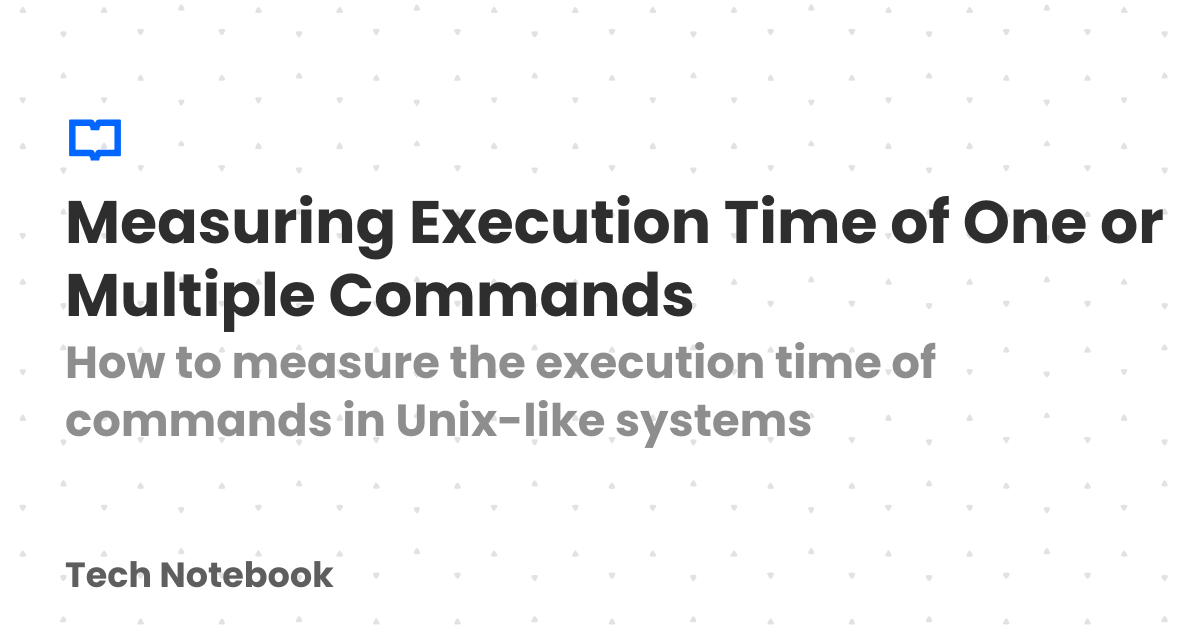 Measuring Execution Time of One or
Multiple Commands
How to measure the execution time of
commands in Unix-like systems
Tech Notebook